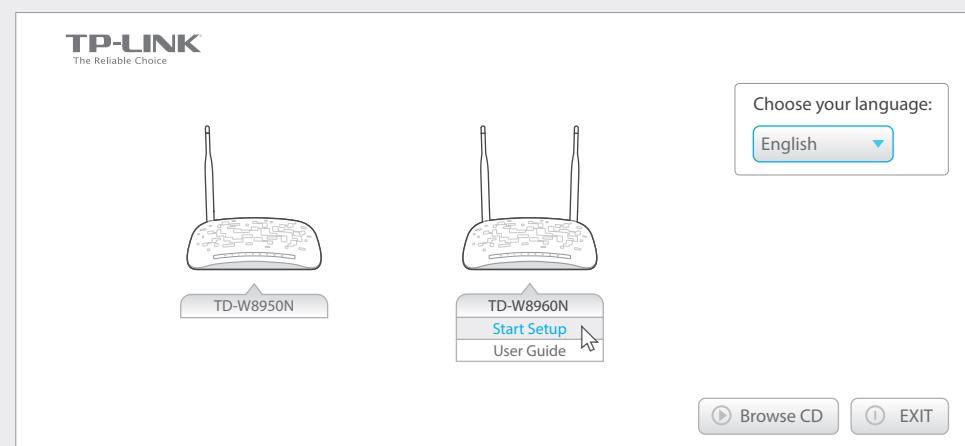 TP-LINK
The Reliable Choice
Choose your language:
English
TD-W8950N
TD-W8960N
Start Setup
User Guide
Browse CD
EXIT